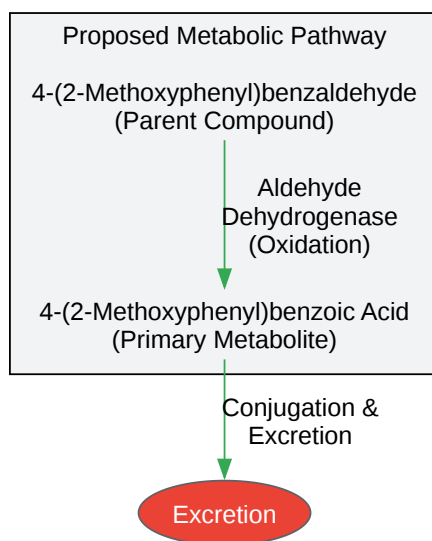 Proposed Metabolic Pathway
4-(2-Methoxyphenyl)benzaldehyde
(Parent Compound)
Aldehyde
Dehydrogenase
(Oxidation)
4-(2-Methoxyphenyl)benzoic Acid
(Primary Metabolite)
Conjugation &
Excretion
Excretion